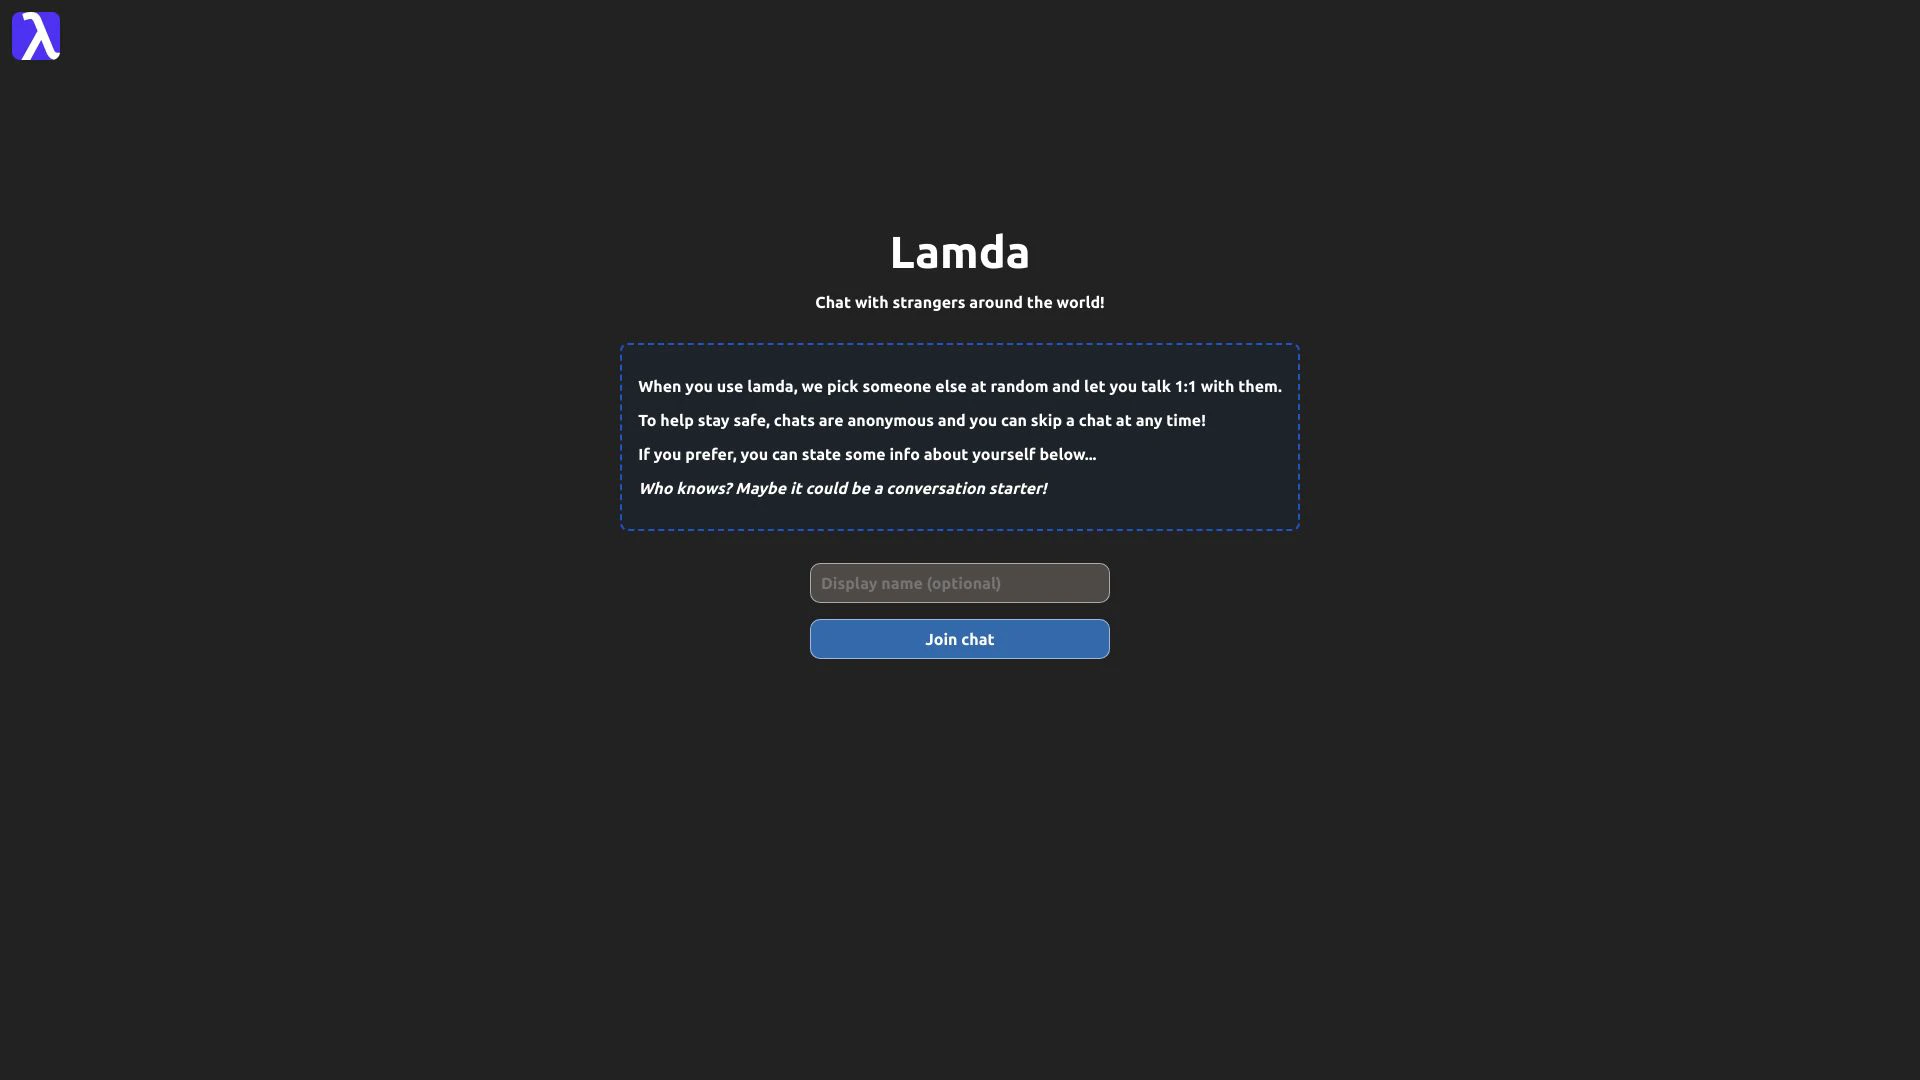 λ
Lamda
Chat with strangers around the world!
When you use lamda, we pick someone else at random and let you talk 1:1 with them.
To help stay safe, chats are anonymous and you can skip a chat at any time!
If you prefer, you can state some info about yourself below...
Who knows? Maybe it could be a conversation starter!
Display name (optional)
Join chat